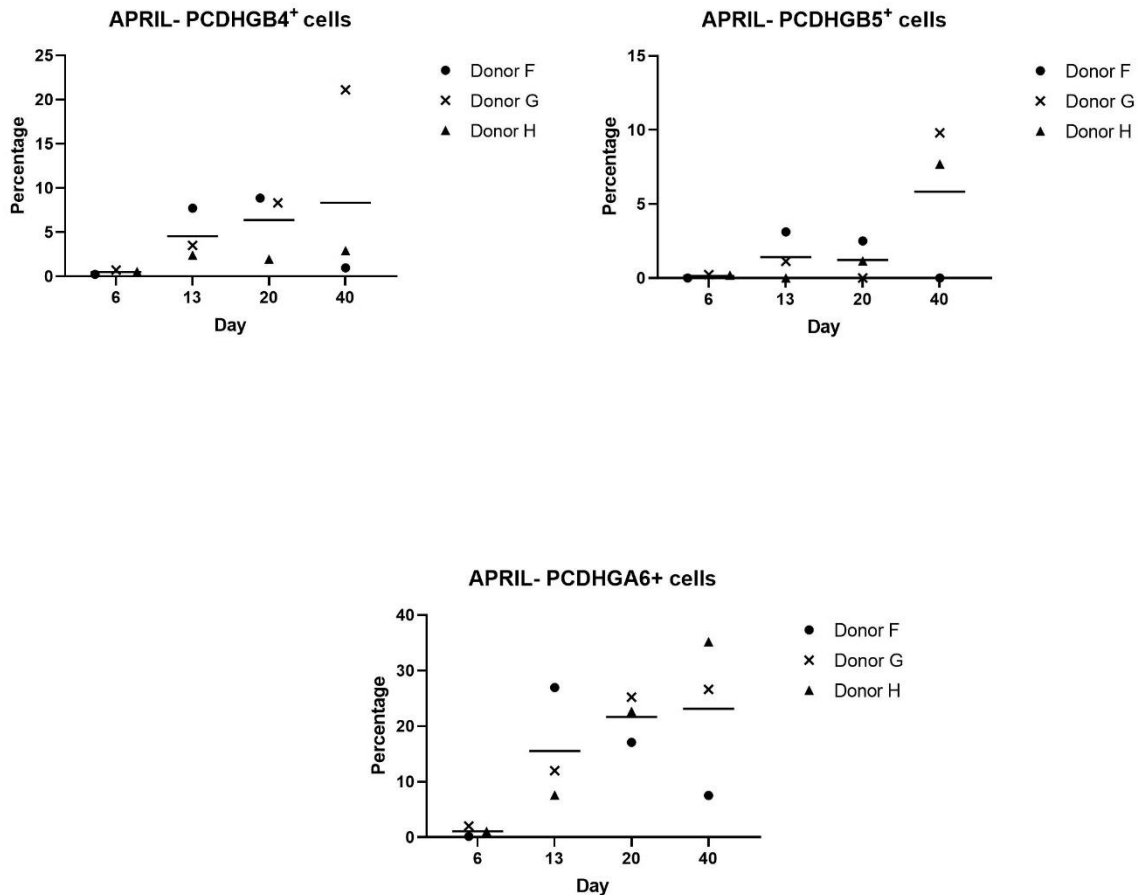 APRIL- PCDHGB4⁺ cells
25
20
15
10
5
0
Percentage
6 13 20 40
Day
Donor F
Donor G
Donor H
APRIL- PCDHGB5⁺ cells
15
10
5
0
Percentage
6 13 20 40
Day
Donor F
Donor G
Donor H
APRIL- PCDHGA6+ cells
40
30
20
10
0
Percentage
6 13 20 40
Day
Donor F
Donor G
Donor H